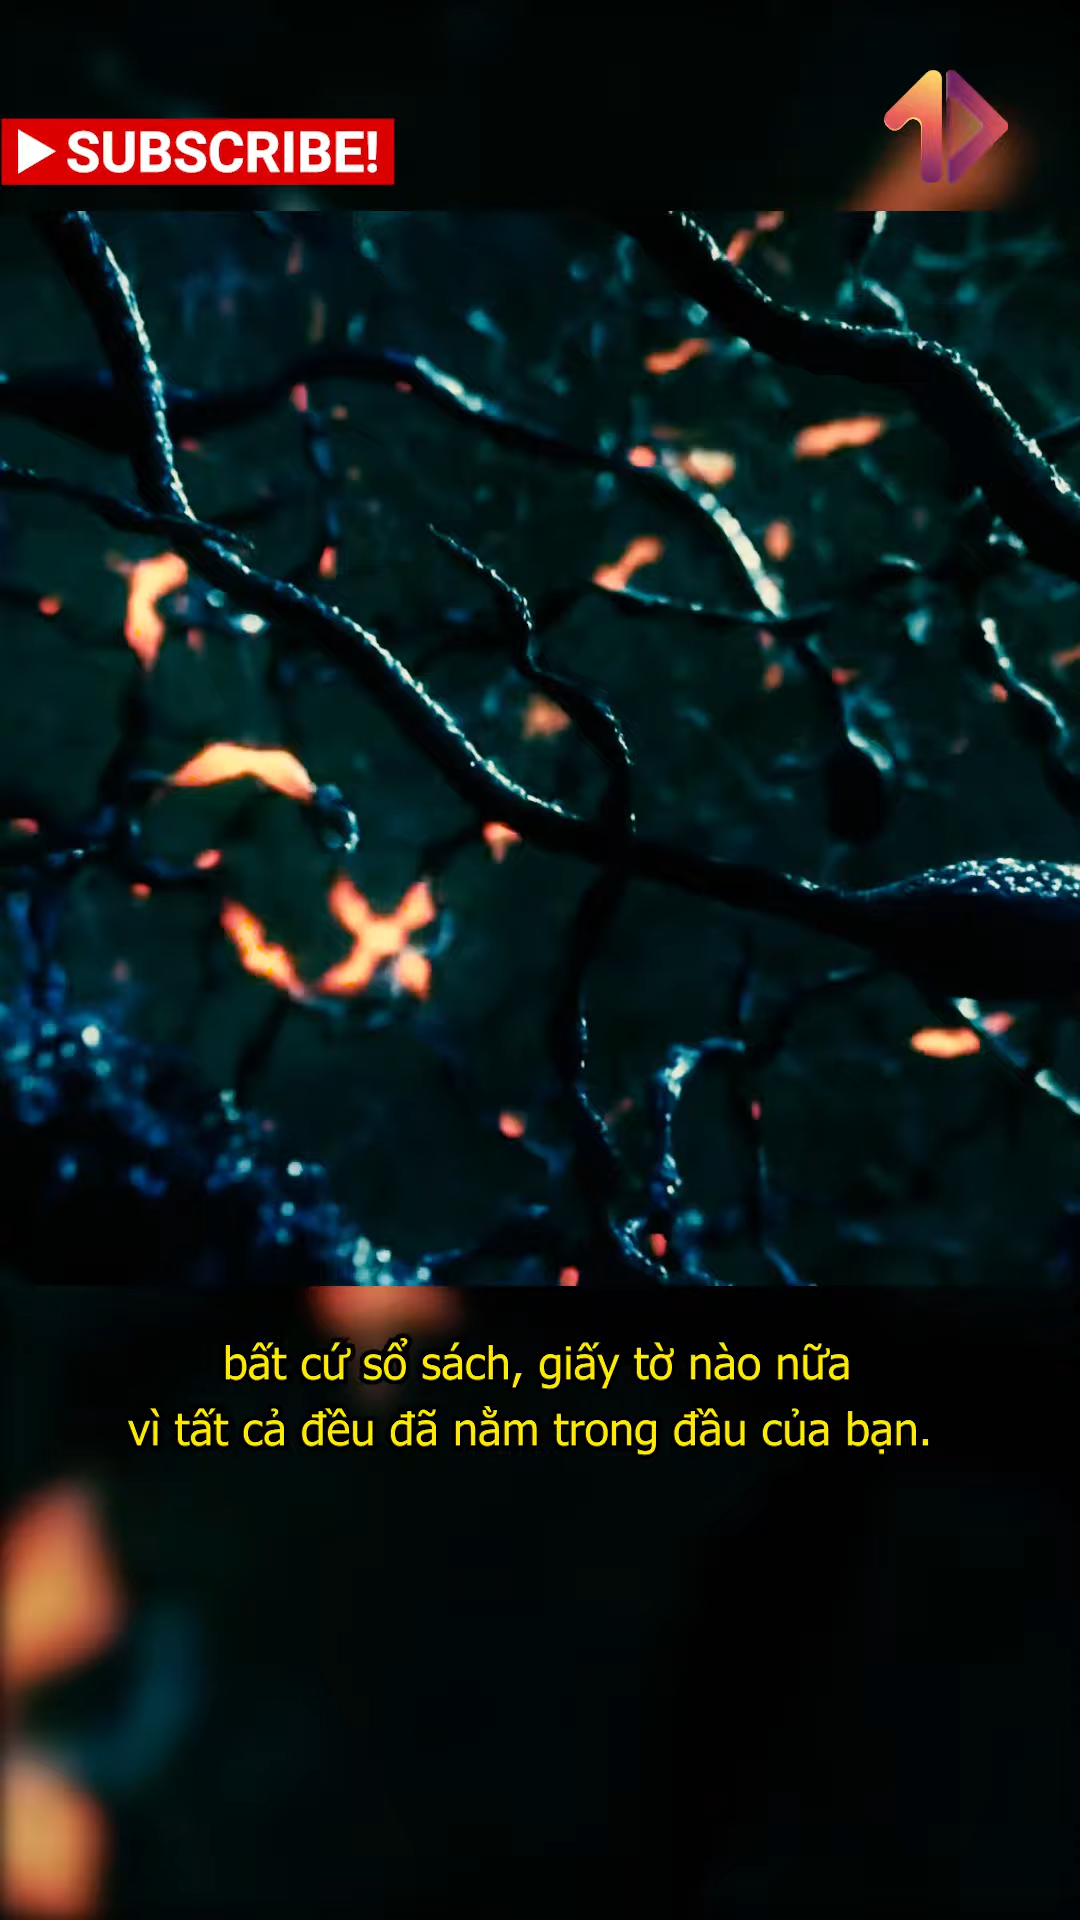 SUBSCRIBE!
bất cứ sổ sách, giấy tờ nào nữa
vì tất cả đều đã nằm trong đầu của bạn.